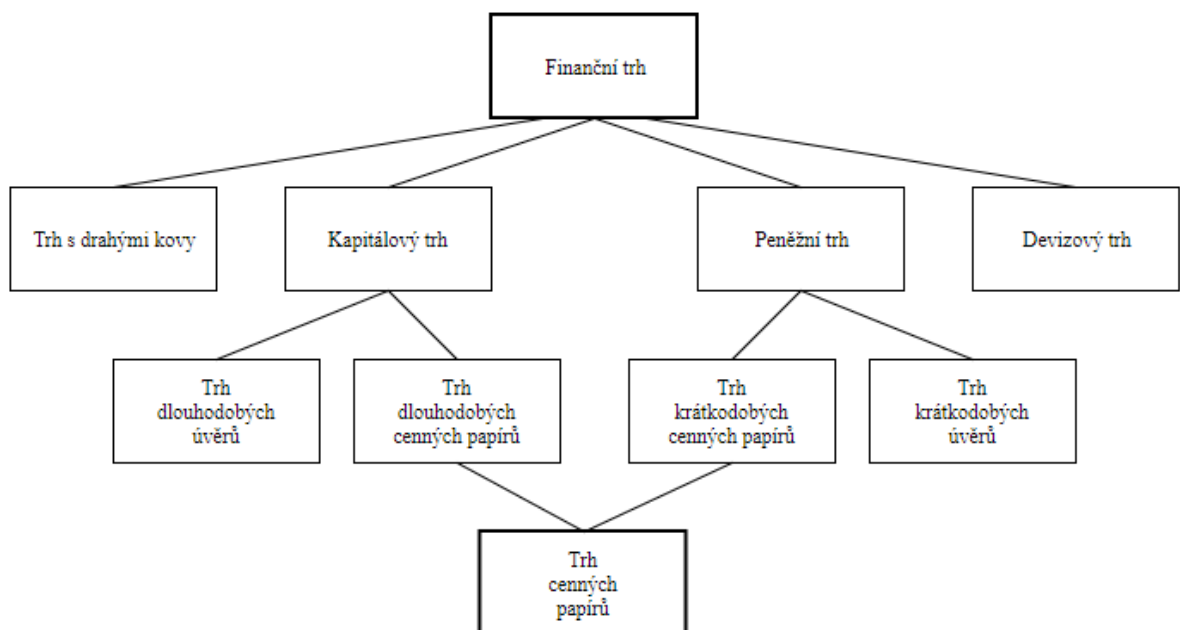 Finanční trh
Trh s drahými kovy
Kapitálový trh
Peněžní trh
Devizový trh
Trh
dlouhodobých
úvěrů
Trh
dlouhodobých
cenných papírů
Trh
krátkodobých
cenných papírů
Trh
krátkodobých
úvěrů
Trh
cenných
papírů